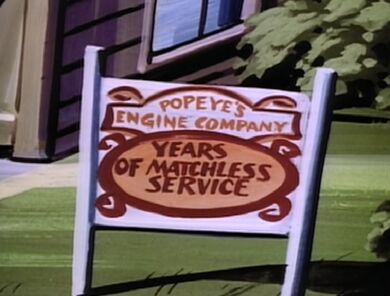 POPEYE'S
ENGINE COMPANY
YEARS
OF MATCHLESS
SERVICE